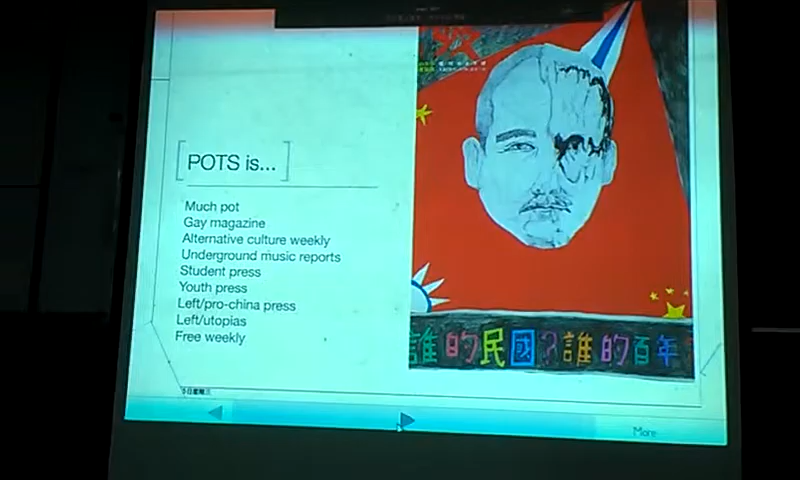 POTS is...
Much pot
Gay magazine
Alternative culture weekly
Underground music reports
Student press
Youth press
Left/pro-china press
Left/utopias
Free weekly
誰的民國?誰的百年
More